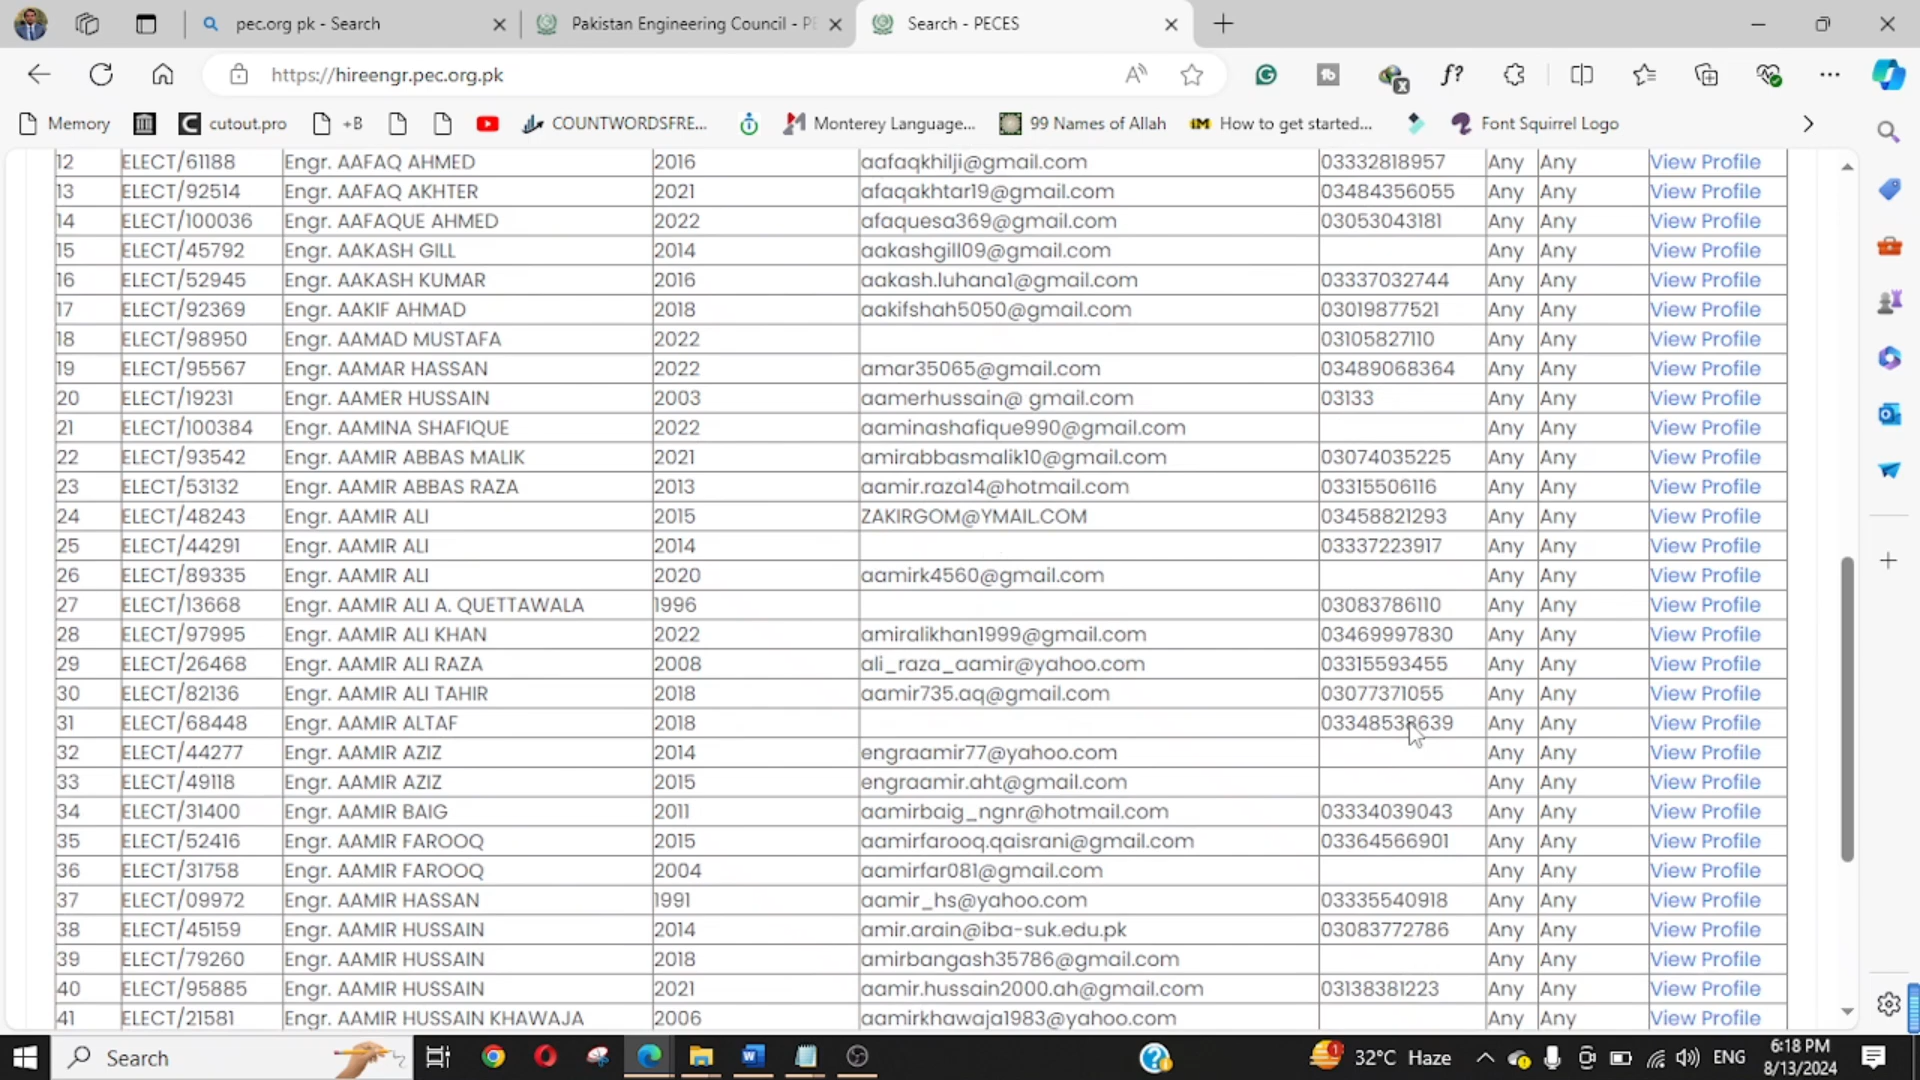 pec.org pk - Search
Pakistan Engineering Council - PE
Search - PECES
https://hireengr.pec.org.pk
Memory
cutout.pro
+B
COUNTWORDSFRE...
Monterey Language...
99 Names of Allah
How to get started...
Font Squirrel Logo
12 ELECT/61188 Engr. AAFAQ AHMED 2016 aafaqkhilji@gmail.com 03332818957 Any Any View Profile
13 ELECT/92514 Engr. AAFAQ AKHTER 2021 afaqakhtar19@gmail.com 03484356055 Any Any View Profile
14 ELECT/100036 Engr. AAFAQUE AHMED 2022 afaquesa369@gmail.com 03053043181 Any Any View Profile
15 ELECT/45792 Engr. AAKASH GILL 2014 aakashgill09@gmail.com Any Any View Profile
16 ELECT/52945 Engr. AAKASH KUMAR 2016 aakash.luhana1@gmail.com 03337032744 Any Any View Profile
17 ELECT/92369 Engr. AAKIF AHMAD 2018 aakifshah5050@gmail.com 03019877521 Any Any View Profile
18 ELECT/98950 Engr. AAMAD MUSTAFA 2022 03105827110 Any Any View Profile
19 ELECT/95567 Engr. AAMAR HASSAN 2022 amar35065@gmail.com 03489068364 Any Any View Profile
20 ELECT/19231 Engr. AAMER HUSSAIN 2003 aamerhussain@ gmail.com 03133 Any Any View Profile
21 ELECT/100384 Engr. AAMINA SHAFIQUE 2022 aaminashafique990@gmail.com Any Any View Profile
22 ELECT/93542 Engr. AAMIR ABBAS MALIK 2021 amirabbasmalik10@gmail.com 03074035225 Any Any View Profile
23 ELECT/53132 Engr. AAMIR ABBAS RAZA 2013 aamir.raza14@hotmail.com 03315506116 Any Any View Profile
24 ELECT/48243 Engr. AAMIR ALI 2015 ZAKIRGOM@YMAIL.COM 03458821293 Any Any View Profile
25 ELECT/44291 Engr. AAMIR ALI 2014 03337223917 Any Any View Profile
26 ELECT/89335 Engr. AAMIR ALI 2020 aamirk4560@gmail.com Any Any View Profile
27 ELECT/13668 Engr. AAMIR ALI A. QUETTAWALA 1996 03083786110 Any Any View Profile
28 ELECT/97995 Engr. AAMIR ALI KHAN 2022 amiralikhan1999@gmail.com 03469997830 Any Any View Profile
29 ELECT/26468 Engr. AAMIR ALI RAZA 2008 ali_raza_aamir@yahoo.com 03315593455 Any Any View Profile
30 ELECT/82136 Engr. AAMIR ALI TAHIR 2018 aamir735.aq@gmail.com 03077371055 Any Any View Profile
31 ELECT/68448 Engr. AAMIR ALTAF 2018 03348538639 Any Any View Profile
32 ELECT/44277 Engr. AAMIR AZIZ 2014 engraamir77@yahoo.com Any Any View Profile
33 ELECT/49118 Engr. AAMIR AZIZ 2015 engraamir.aht@gmail.com Any Any View Profile
34 ELECT/31400 Engr. AAMIR BAIG 2011 aamirbaig_ngnr@hotmail.com 03334039043 Any Any View Profile
35 ELECT/52416 Engr. AAMIR FAROOQ 2015 aamirfarooq.qaisrani@gmail.com 03364566901 Any Any View Profile
36 ELECT/31758 Engr. AAMIR FAROOQ 2004 aamirfar081@gmail.com Any Any View Profile
37 ELECT/09972 Engr. AAMIR HASSAN 1991 aamir_hs@yahoo.com 03335540918 Any Any View Profile
38 ELECT/45159 Engr. AAMIR HUSSAIN 2014 amir.arain@iba-suk.edu.pk 03083772786 Any Any View Profile
39 ELECT/79260 Engr. AAMIR HUSSAIN 2018 amirbangash35786@gmail.com Any Any View Profile
40 ELECT/95885 Engr. AAMIR HUSSAIN 2021 aamir.hussain2000.ah@gmail.com 03138381223 Any Any View Profile
41 ELECT/21581 Engr. AAMIR HUSSAIN KHAWAJA 2006 aamirkhawaja1983@yahoo.com Any Any View Profile
Search
32°C Haze
ENG
6:18 PM
8/13/2024